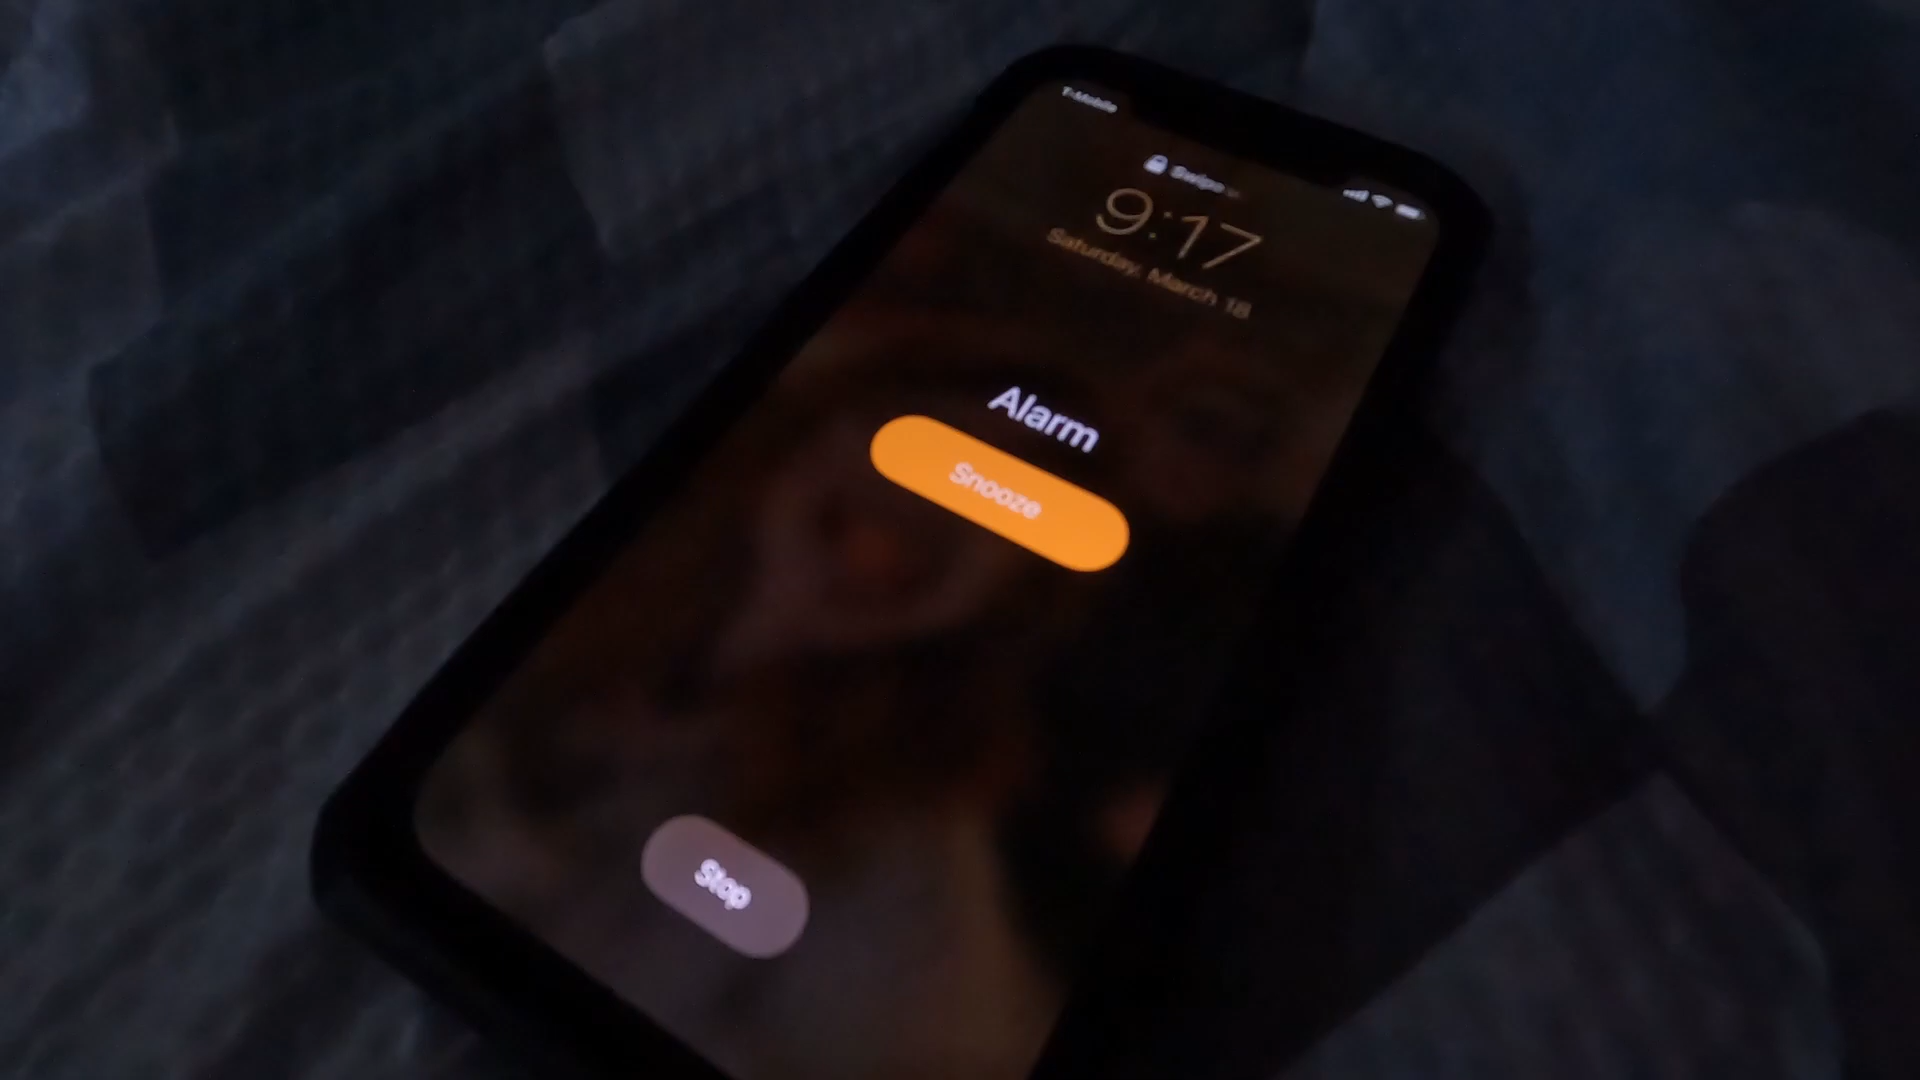 T-Mobile
Swipe
9:17
Saturday, March 18
Alarm
Snooze
Stop